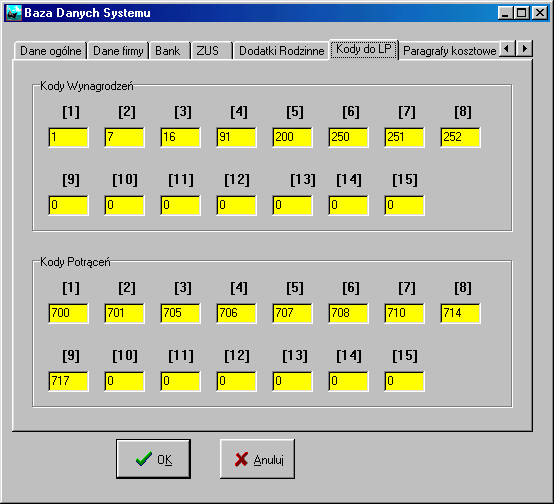 Baza Danych Systemu
Dane ogólne Dane firmy Bank ZUS Dodatki Rodzinne Kody do LP Paragrafy kosztowe
Kody Wynagrodzeń
[1] [2] [3] [4] [5] [6] [7] [8]
1 7 16 91 200 250 251 252
[9] [10] [11] [12] [13] [14] [15]
0 0 0 0 0 0 0
Kody Potrąceń
[1] [2] [3] [4] [5] [6] [7] [8]
700 701 705 706 707 708 710 714
[9] [10] [11] [12] [13] [14] [15]
717 0 0 0 0 0 0
OK Anuluj